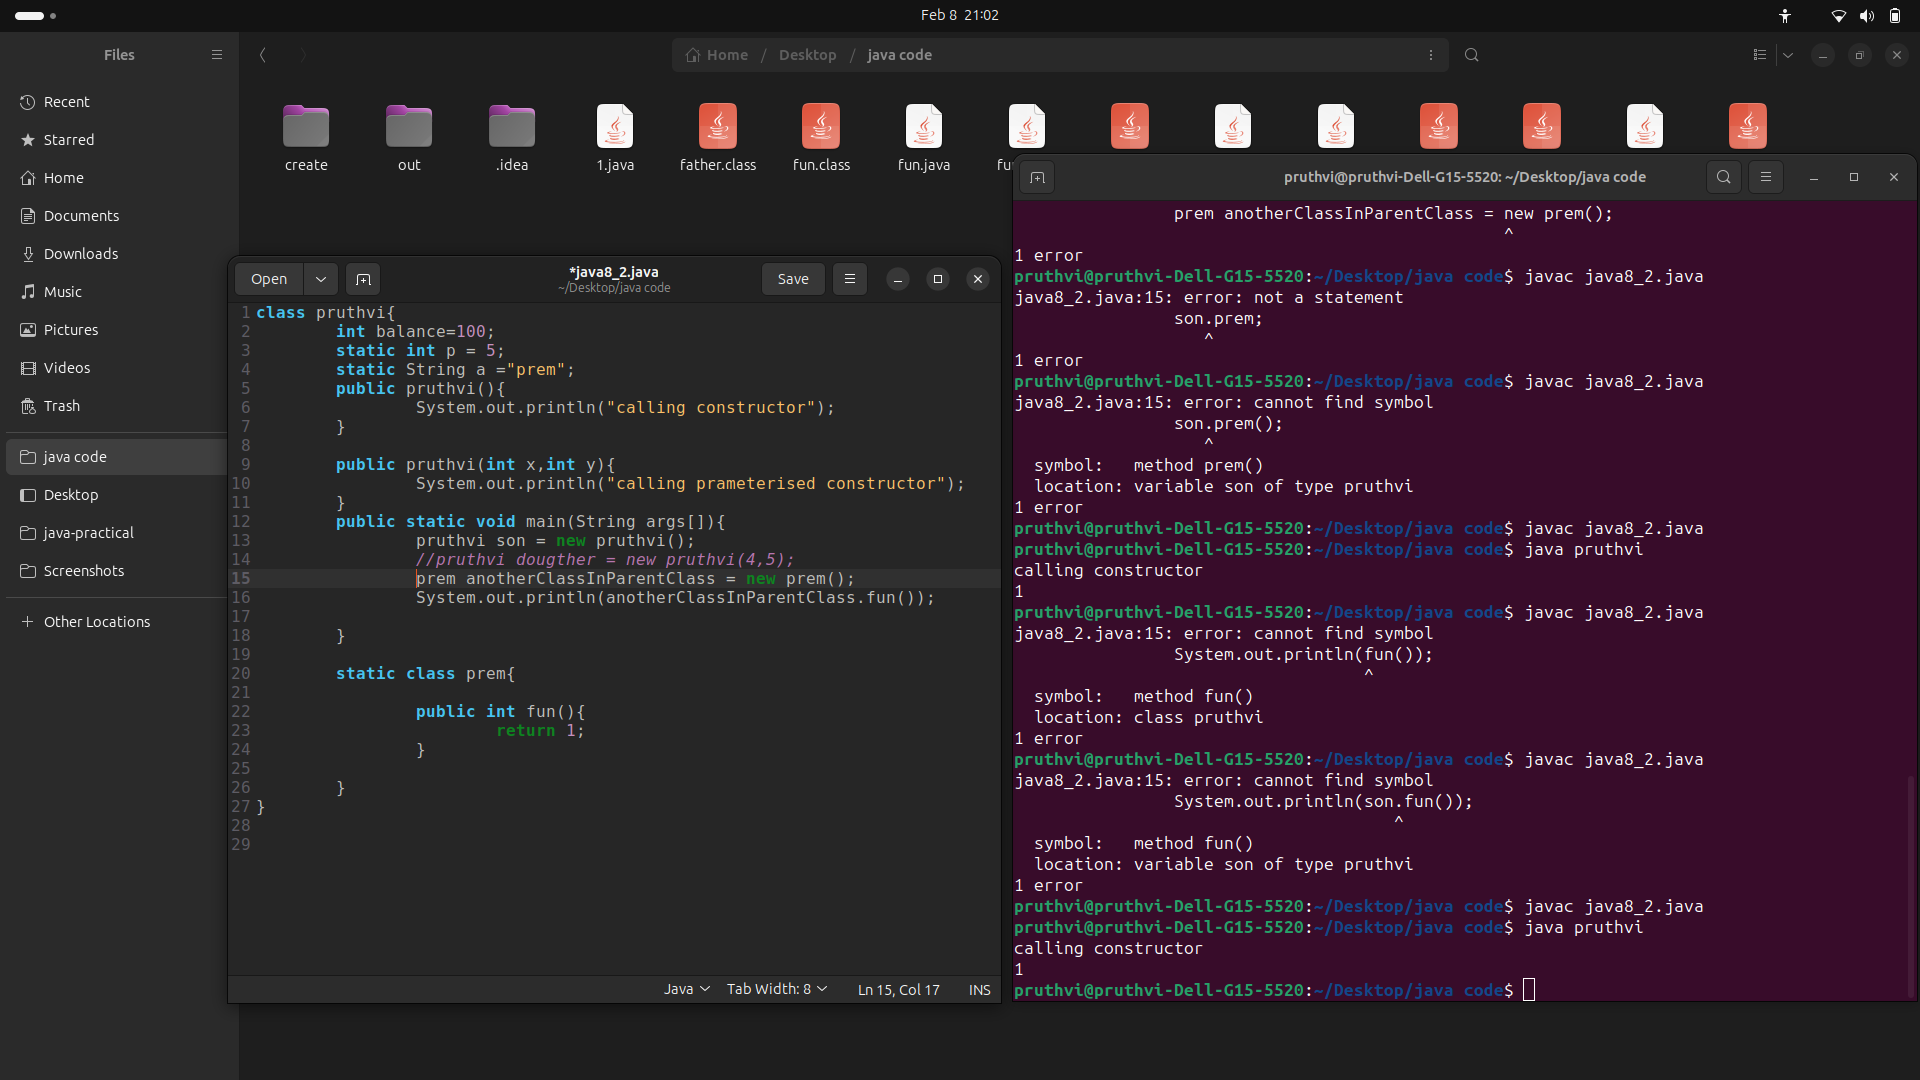 Feb 8 21:02
Files
Home / Desktop / java code
Recent
Starred
Home
Documents
Downloads
Music
Pictures
Videos
Trash
java code
Desktop
java-practical
Screenshots
Other Locations
create
out
.idea
1.java
father.class
fun.class
fun.java
Open
*java8_2.java
~/Desktop/java code
Save
1 class pruthvi{
2 int balance=100;
3 static int p = 5;
4 static String a ="prem";
5 public pruthvi(){
6 System.out.println("calling constructor");
7 }
8
9 public pruthvi(int x,int y){
10 System.out.println("calling prameterised constructor");
11 }
12 public static void main(String args[]){
13 pruthvi son = new pruthvi();
14 //pruthvi dougther = new pruthvi(4,5);
15 prem anotherClassInParentClass = new prem();
16 System.out.println(anotherClassInParentClass.fun());
17
18 }
19
20 static class prem{
21
22 public int fun(){
23 return 1;
24 }
25
26 }
27 }
28
29
Java Tab Width: 8 Ln 15, Col 17 INS
pruthvi@pruthvi-Dell-G15-5520: ~/Desktop/java code
prem anotherClassInParentClass = new prem();
^
1 error
pruthvi@pruthvi-Dell-G15-5520:~/Desktop/java code$ javac java8_2.java
java8_2.java:15: error: not a statement
son.prem;
^
1 error
pruthvi@pruthvi-Dell-G15-5520:~/Desktop/java code$ javac java8_2.java
java8_2.java:15: error: cannot find symbol
son.prem();
^
symbol: method prem()
location: variable son of type pruthvi
1 error
pruthvi@pruthvi-Dell-G15-5520:~/Desktop/java code$ javac java8_2.java
pruthvi@pruthvi-Dell-G15-5520:~/Desktop/java code$ java pruthvi
calling constructor
1
pruthvi@pruthvi-Dell-G15-5520:~/Desktop/java code$ javac java8_2.java
java8_2.java:15: error: cannot find symbol
System.out.println(fun());
^
symbol: method fun()
location: class pruthvi
1 error
pruthvi@pruthvi-Dell-G15-5520:~/Desktop/java code$ javac java8_2.java
java8_2.java:15: error: cannot find symbol
System.out.println(son.fun());
^
symbol: method fun()
location: variable son of type pruthvi
1 error
pruthvi@pruthvi-Dell-G15-5520:~/Desktop/java code$ javac java8_2.java
pruthvi@pruthvi-Dell-G15-5520:~/Desktop/java code$ java pruthvi
calling constructor
1
pruthvi@pruthvi-Dell-G15-5520:~/Desktop/java code$